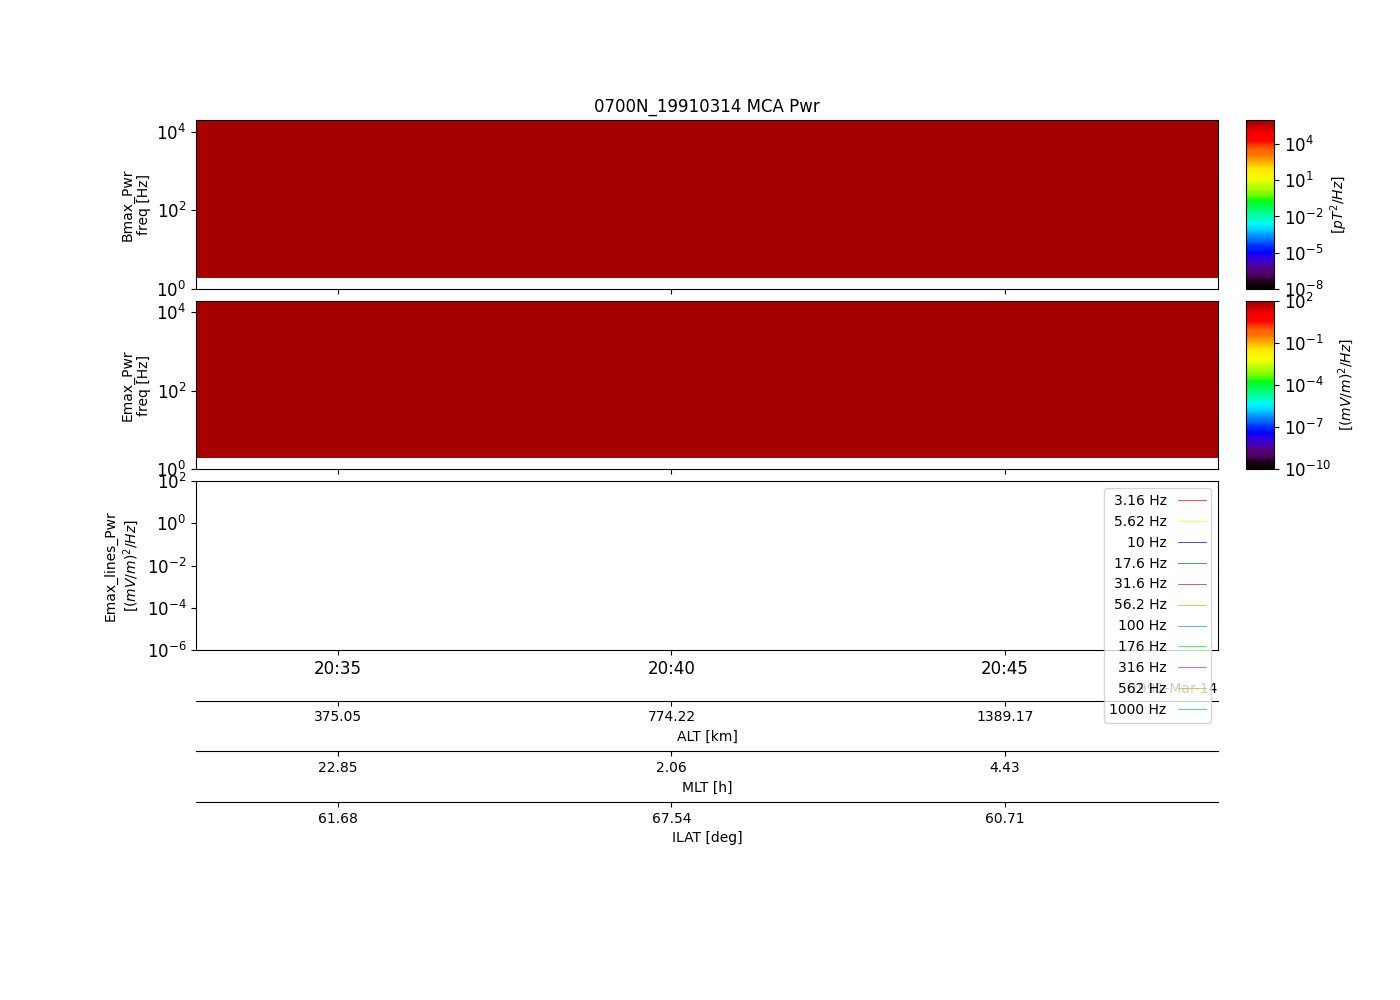 0700N_19910314 MCA Pwr
10^4
10^2
10^0
Bmax_Pwr
freq [Hz]
10^4
10^1
10^-2
10^-5
10^-8
[pT^2/Hz]
10^4
10^2
10^0
Emax_Pwr
freq [Hz]
10^2
10^-1
10^-4
10^-7
10^-10
[(mV/m)^2/Hz]
10^2
10^0
10^-2
10^-4
10^-6
Emax_lines_Pwr
[(mV/m)^2/Hz]
3.16 Hz
5.62 Hz
10 Hz
17.6 Hz
31.6 Hz
56.2 Hz
100 Hz
176 Hz
316 Hz
562 Hz
1000 Hz
20:35 20:40 20:45
-Mar 14
375.05 774.22 1389.17
ALT [km]
22.85 2.06 4.43
MLT [h]
61.68 67.54 60.71
ILAT [deg]